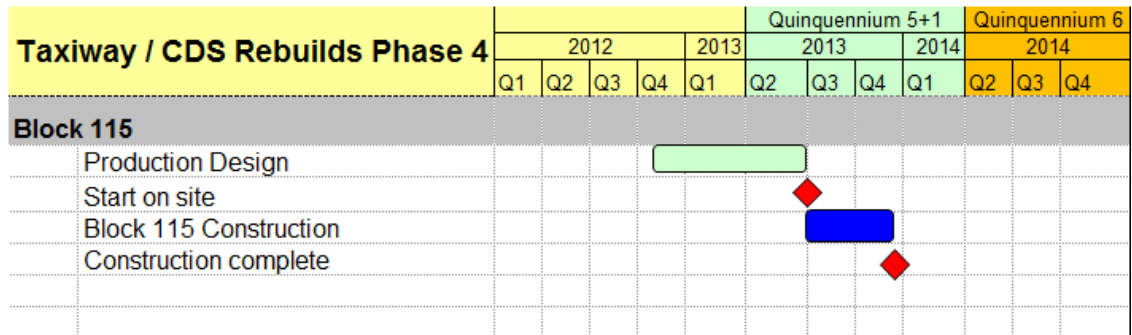 Taxiway / CDS Rebuilds Phase 4
Quinquennium 5+1 Quinquennium 6
2012 2013 2013 2014 2014
Q1 Q2 Q3 Q4 Q1 Q2 Q3 Q4 Q1 Q2 Q3 Q4
Block 115
Production Design
Start on site
Block 115 Construction
Construction complete